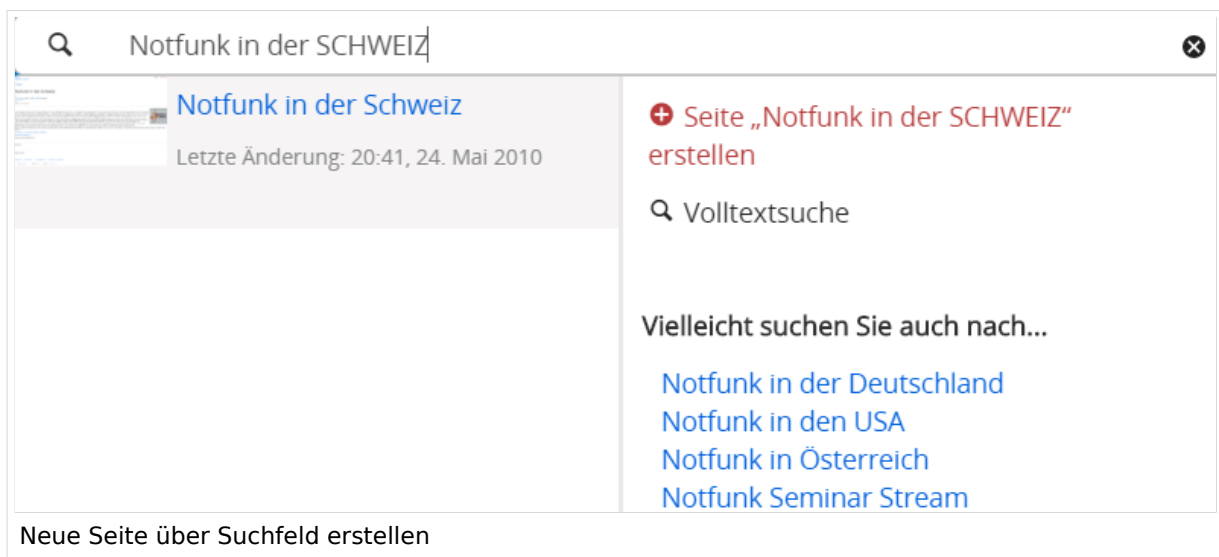 Notfunk in der SCHWEIZ
Notfunk in der Schweiz
Letzte Änderung: 20:41, 24. Mai 2010
Seite „Notfunk in der SCHWEIZ“
erstellen
Volltextsuche
Vielleicht suchen Sie auch nach...
Notfunk in der Deutschland
Notfunk in den USA
Notfunk in Österreich
Notfunk Seminar Stream
Neue Seite über Suchfeld erstellen